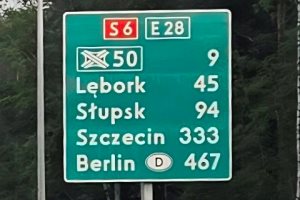 S6 E28
50 9
Lębork 45
Słupsk 94
Szczecin 333
Berlin D 467